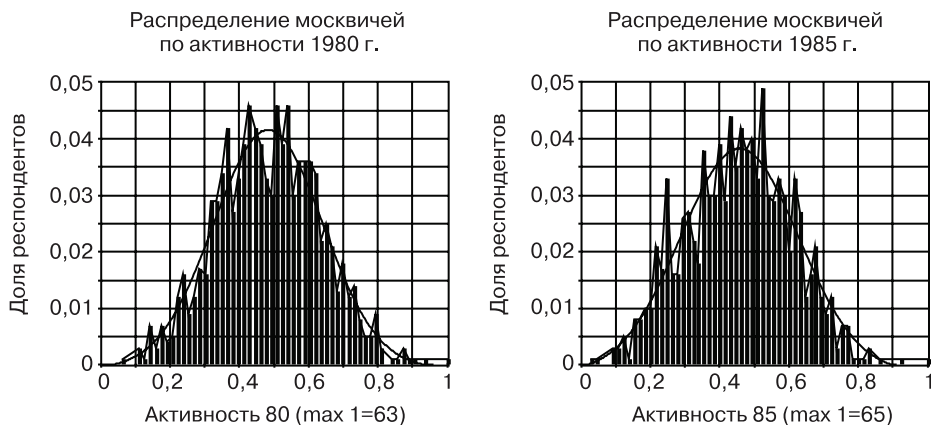 Распределение москвичей
по активности 1980 г.
Доля респондентов
0,05
0,04
0,03
0,02
0,01
0
0 0,2 0,4 0,6 0,8 1
Активность 80 (max 1=63)
Распределение москвичей
по активности 1985 г.
Доля респондентов
0,05
0,04
0,03
0,02
0,01
0
0 0,2 0,4 0,6 0,8 1
Активность 85 (max 1=65)